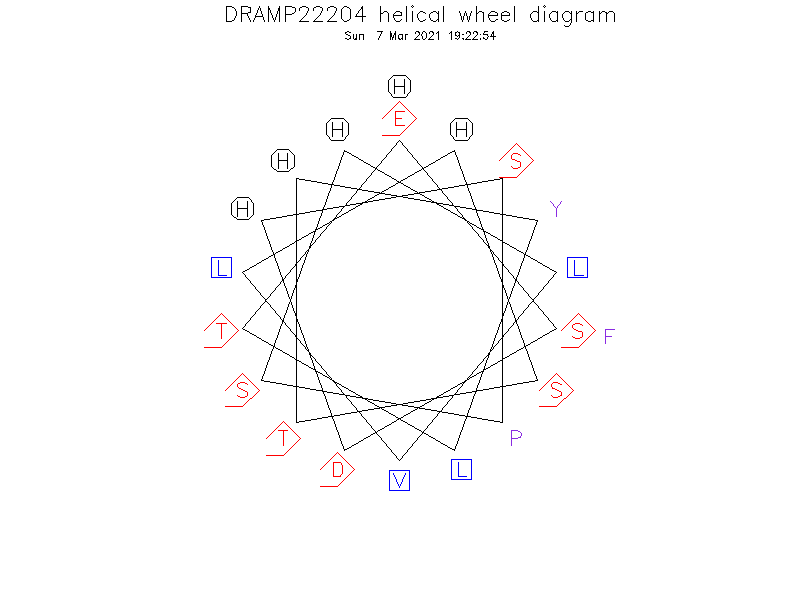 DRAMP22204 helical wheel diagram
Sun 7 Mar 2021 19:22:54
H
E
H H
S
H
H Y
L L
T S F
S S
T P
D L
V